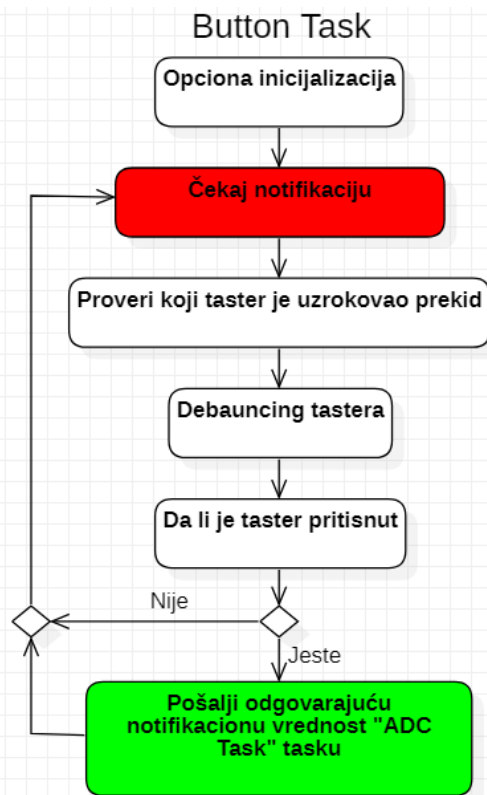 Button Task
Opciona inicijalizacija
Čekaj notifikaciju
Proveri koji taster je uzrokovao prekid
Debauncing tastera
Da li je taster pritisnut
Nije
Jeste
Pošalji odgovarajuću
notifikacionu vrednost "ADC
Task" tasku